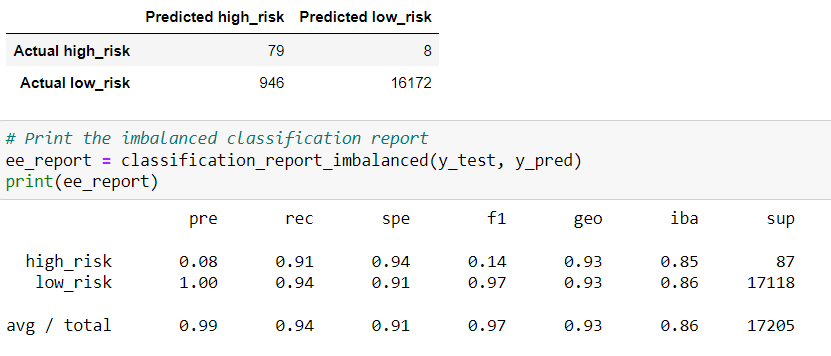 Predicted high_risk Predicted low_risk
Actual high_risk 79 8
Actual low_risk 946 16172
# Print the imbalanced classification report
ee_report = classification_report_imbalanced(y_test, y_pred)
print(ee_report)
pre rec spe f1 geo iba sup
high_risk 0.08 0.91 0.94 0.14 0.93 0.85 87
low_risk 1.00 0.94 0.91 0.97 0.93 0.86 17118
avg / total 0.99 0.94 0.91 0.97 0.93 0.86 17205